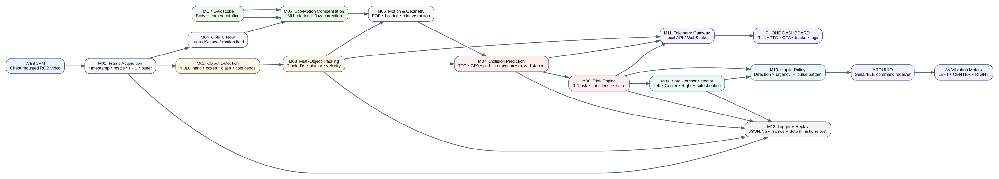 IMU / Gyroscope
Body + camera rotation
M05  Ego-Motion Compensation
IMU rotation + flow correction
M06  Motion & Geometry
FOE • bearing • relative motion
M04  Optical Flow
Lucas-Kanade / motion field
M11  Telemetry Gateway
Local API / WebSocket
PHONE DASHBOARD
Risk • TTC • CPA • tracks • logs
WEBCAM
Chest-mounted RGB video
M01  Frame Acquisition
Timestamp • resize • FPS • buffer
M02  Object Detection
YOLO nano • boxes • class • confidence
M03  Multi-Object Tracking
Track IDs • history • velocity
M07  Collision Prediction
TTC • CPA • path intersection • miss distance
M08  Risk Engine
0–1 risk • confidence • state
M09  Safe-Corridor Selector
Left • Center • Right + safest option
M10  Haptic Policy
Direction × urgency → pulse pattern
ARDUINO
Serial/BLE command receiver
3× Vibration Motors
LEFT • CENTER • RIGHT
M12  Logger + Replay
JSON/CSV frames + deterministic re-test